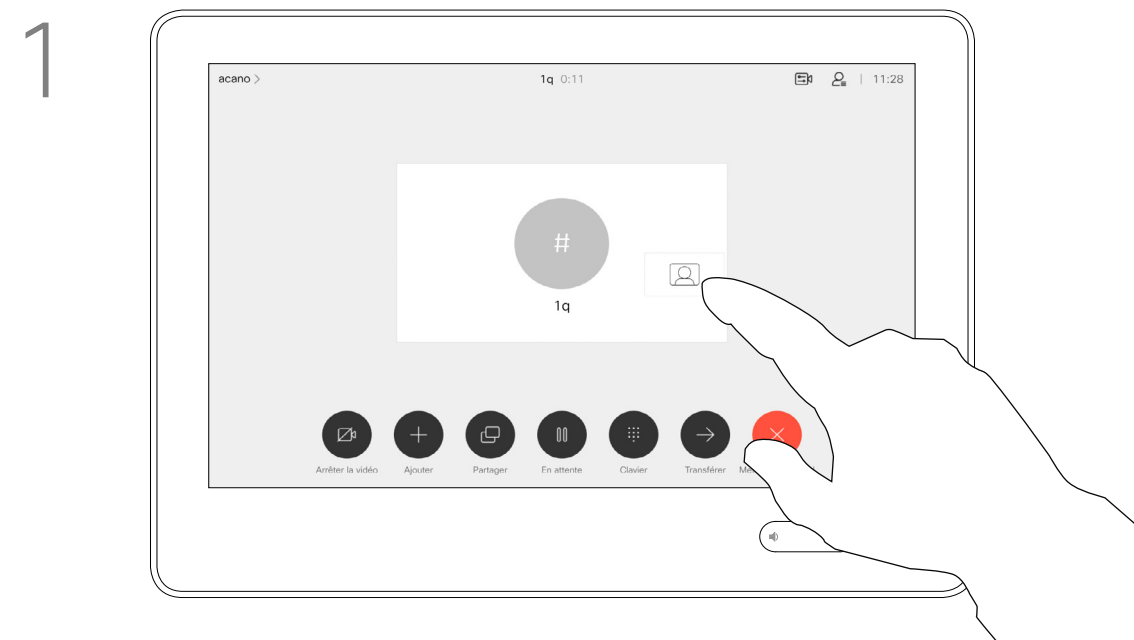 1
acano >
1q 0:11
11:28
#
1q
Arrêter la vidéo
Ajouter
Partager
En attente
Clavier
Transférer